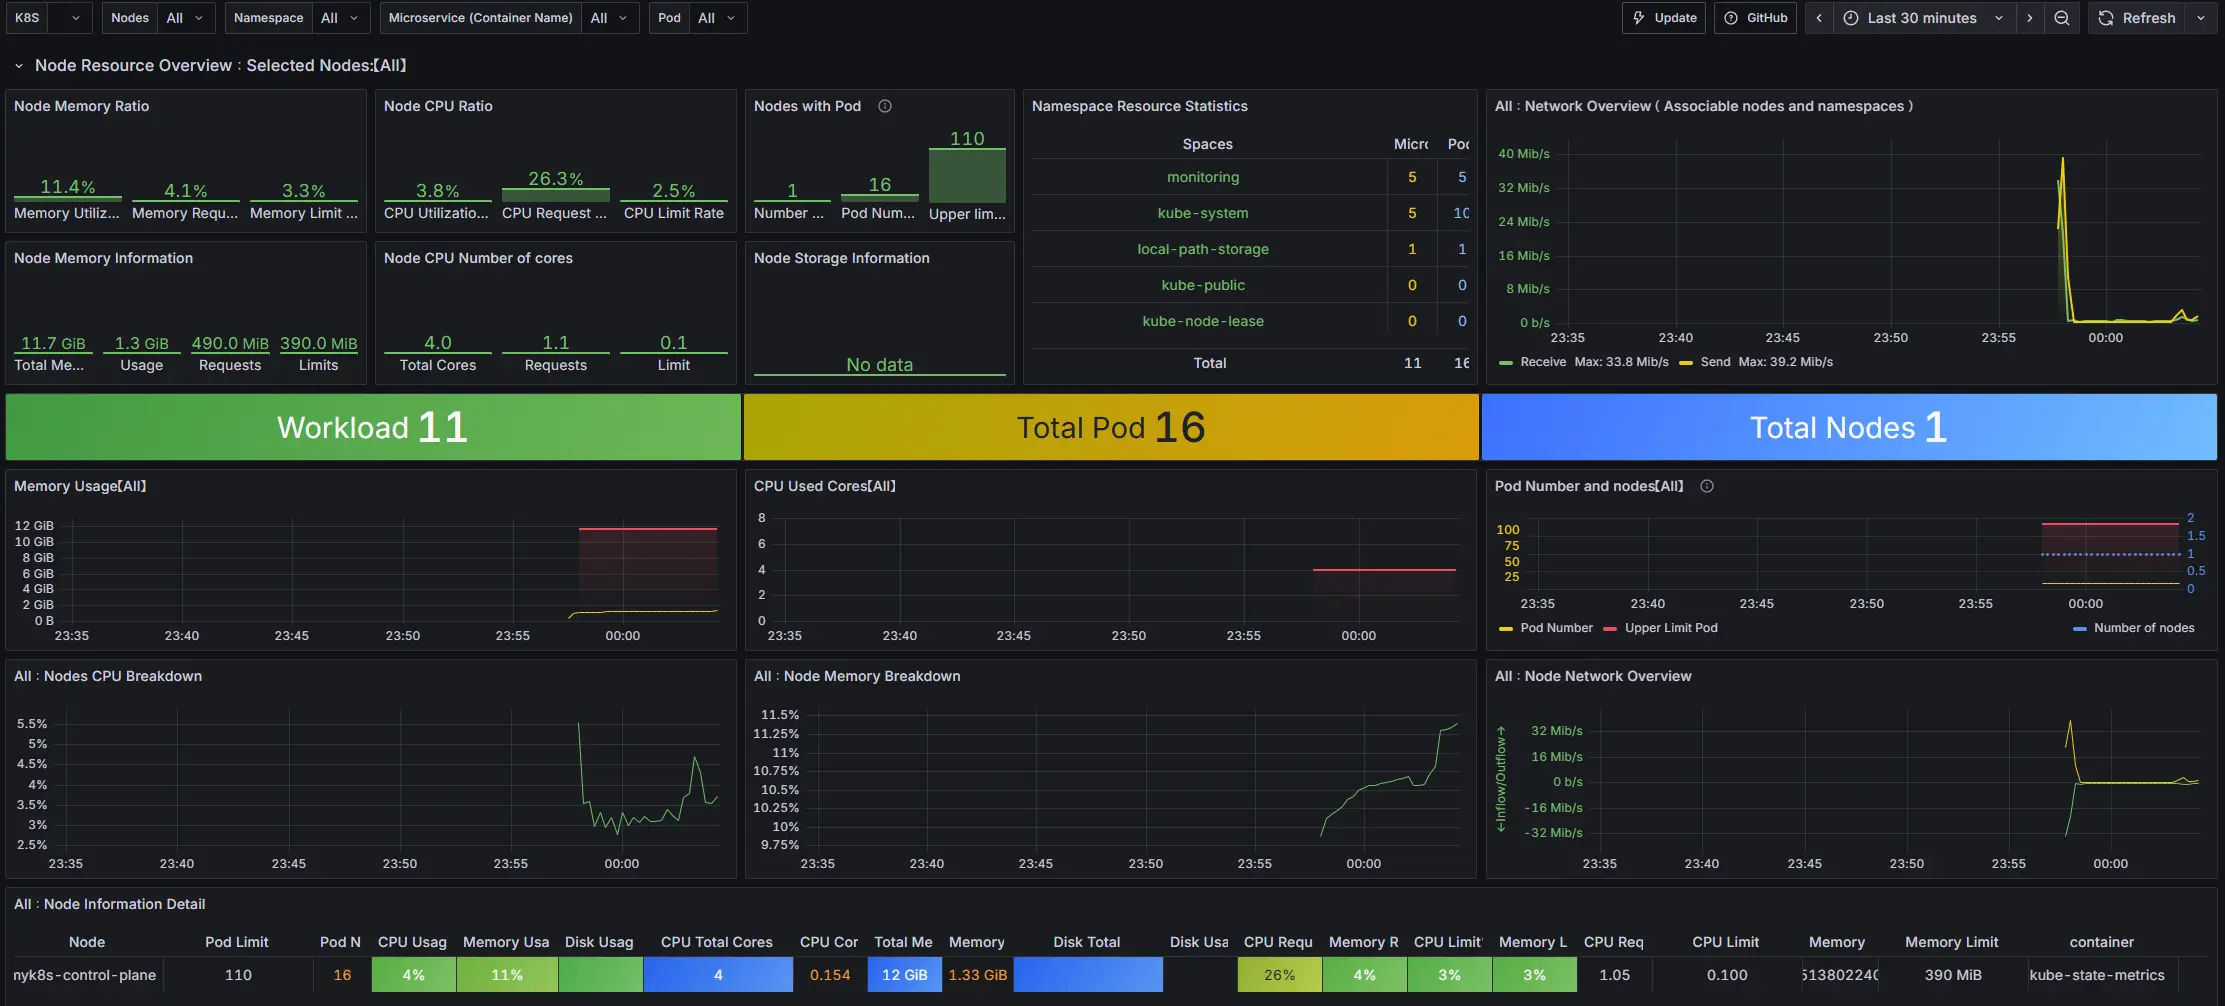 K8S Nodes All Namespace All Microservice (Container Name) All Pod All Update GitHub Last 30 minutes Refresh
Node Resource Overview : Selected Nodes:【All】
Node Memory Ratio
11.4% 4.1% 3.3%
Memory Utiliz... Memory Requ... Memory Limit ...
Node CPU Ratio
3.8% 26.3% 2.5%
CPU Utilizatio... CPU Request ... CPU Limit Rate
Nodes with Pod
1 16 110
Number ... Pod Num... Upper lim...
Node Memory Information
11.7 GiB 1.3 GiB 490.0 MiB 390.0 MiB
Total Me... Usage Requests Limits
Node CPU Number of cores
4.0 1.1 0.1
Total Cores Requests Limit
Node Storage Information
No data
Namespace Resource Statistics
Spaces Micro Pod
monitoring 5 5
kube-system 5 10
local-path-storage 1 1
kube-public 0 0
kube-node-lease 0 0
Total 11 16
All : Network Overview ( Associable nodes and namespaces )
40 Mib/s
32 Mib/s
24 Mib/s
16 Mib/s
8 Mib/s
0 b/s
23:35 23:40 23:45 23:50 23:55 00:00
Receive Max: 33.8 Mib/s Send Max: 39.2 Mib/s
Workload 11
Total Pod 16
Total Nodes 1
Memory Usage【All】
12 GiB
10 GiB
8 GiB
6 GiB
4 GiB
2 GiB
0 B
23:35 23:40 23:45 23:50 23:55 00:00
CPU Used Cores【All】
8
6
4
2
0
23:35 23:40 23:45 23:50 23:55 00:00
Pod Number and nodes【All】
100
75
50
25
2
1.5
1
0.5
0
23:35 23:40 23:45 23:50 23:55 00:00
Pod Number Upper Limit Pod Number of nodes
All : Nodes CPU Breakdown
5.5%
5%
4.5%
4%
3.5%
3%
2.5%
23:35 23:40 23:45 23:50 23:55 00:00
All : Node Memory Breakdown
11.5%
11.25%
11%
10.75%
10.5%
10.25%
10%
9.75%
23:35 23:40 23:45 23:50 23:55 00:00
All : Node Network Overview
←Inflow/Outflow→
32 Mib/s
16 Mib/s
0 b/s
-16 Mib/s
-32 Mib/s
23:35 23:40 23:45 23:50 23:55 00:00
All : Node Information Detail
Node Pod Limit Pod N CPU Usag Memory Usa Disk Usag CPU Total Cores CPU Cor Total Me Memory Disk Total Disk Usa CPU Requ Memory R CPU Limit Memory L CPU Req CPU Limit Memory Memory Limit container
nyk8s-control-plane 110 16 4% 11% 4 0.154 12 GiB 1.33 GiB 26% 4% 3% 3% 1.05 0.100 513802240 390 MiB kube-state-metrics